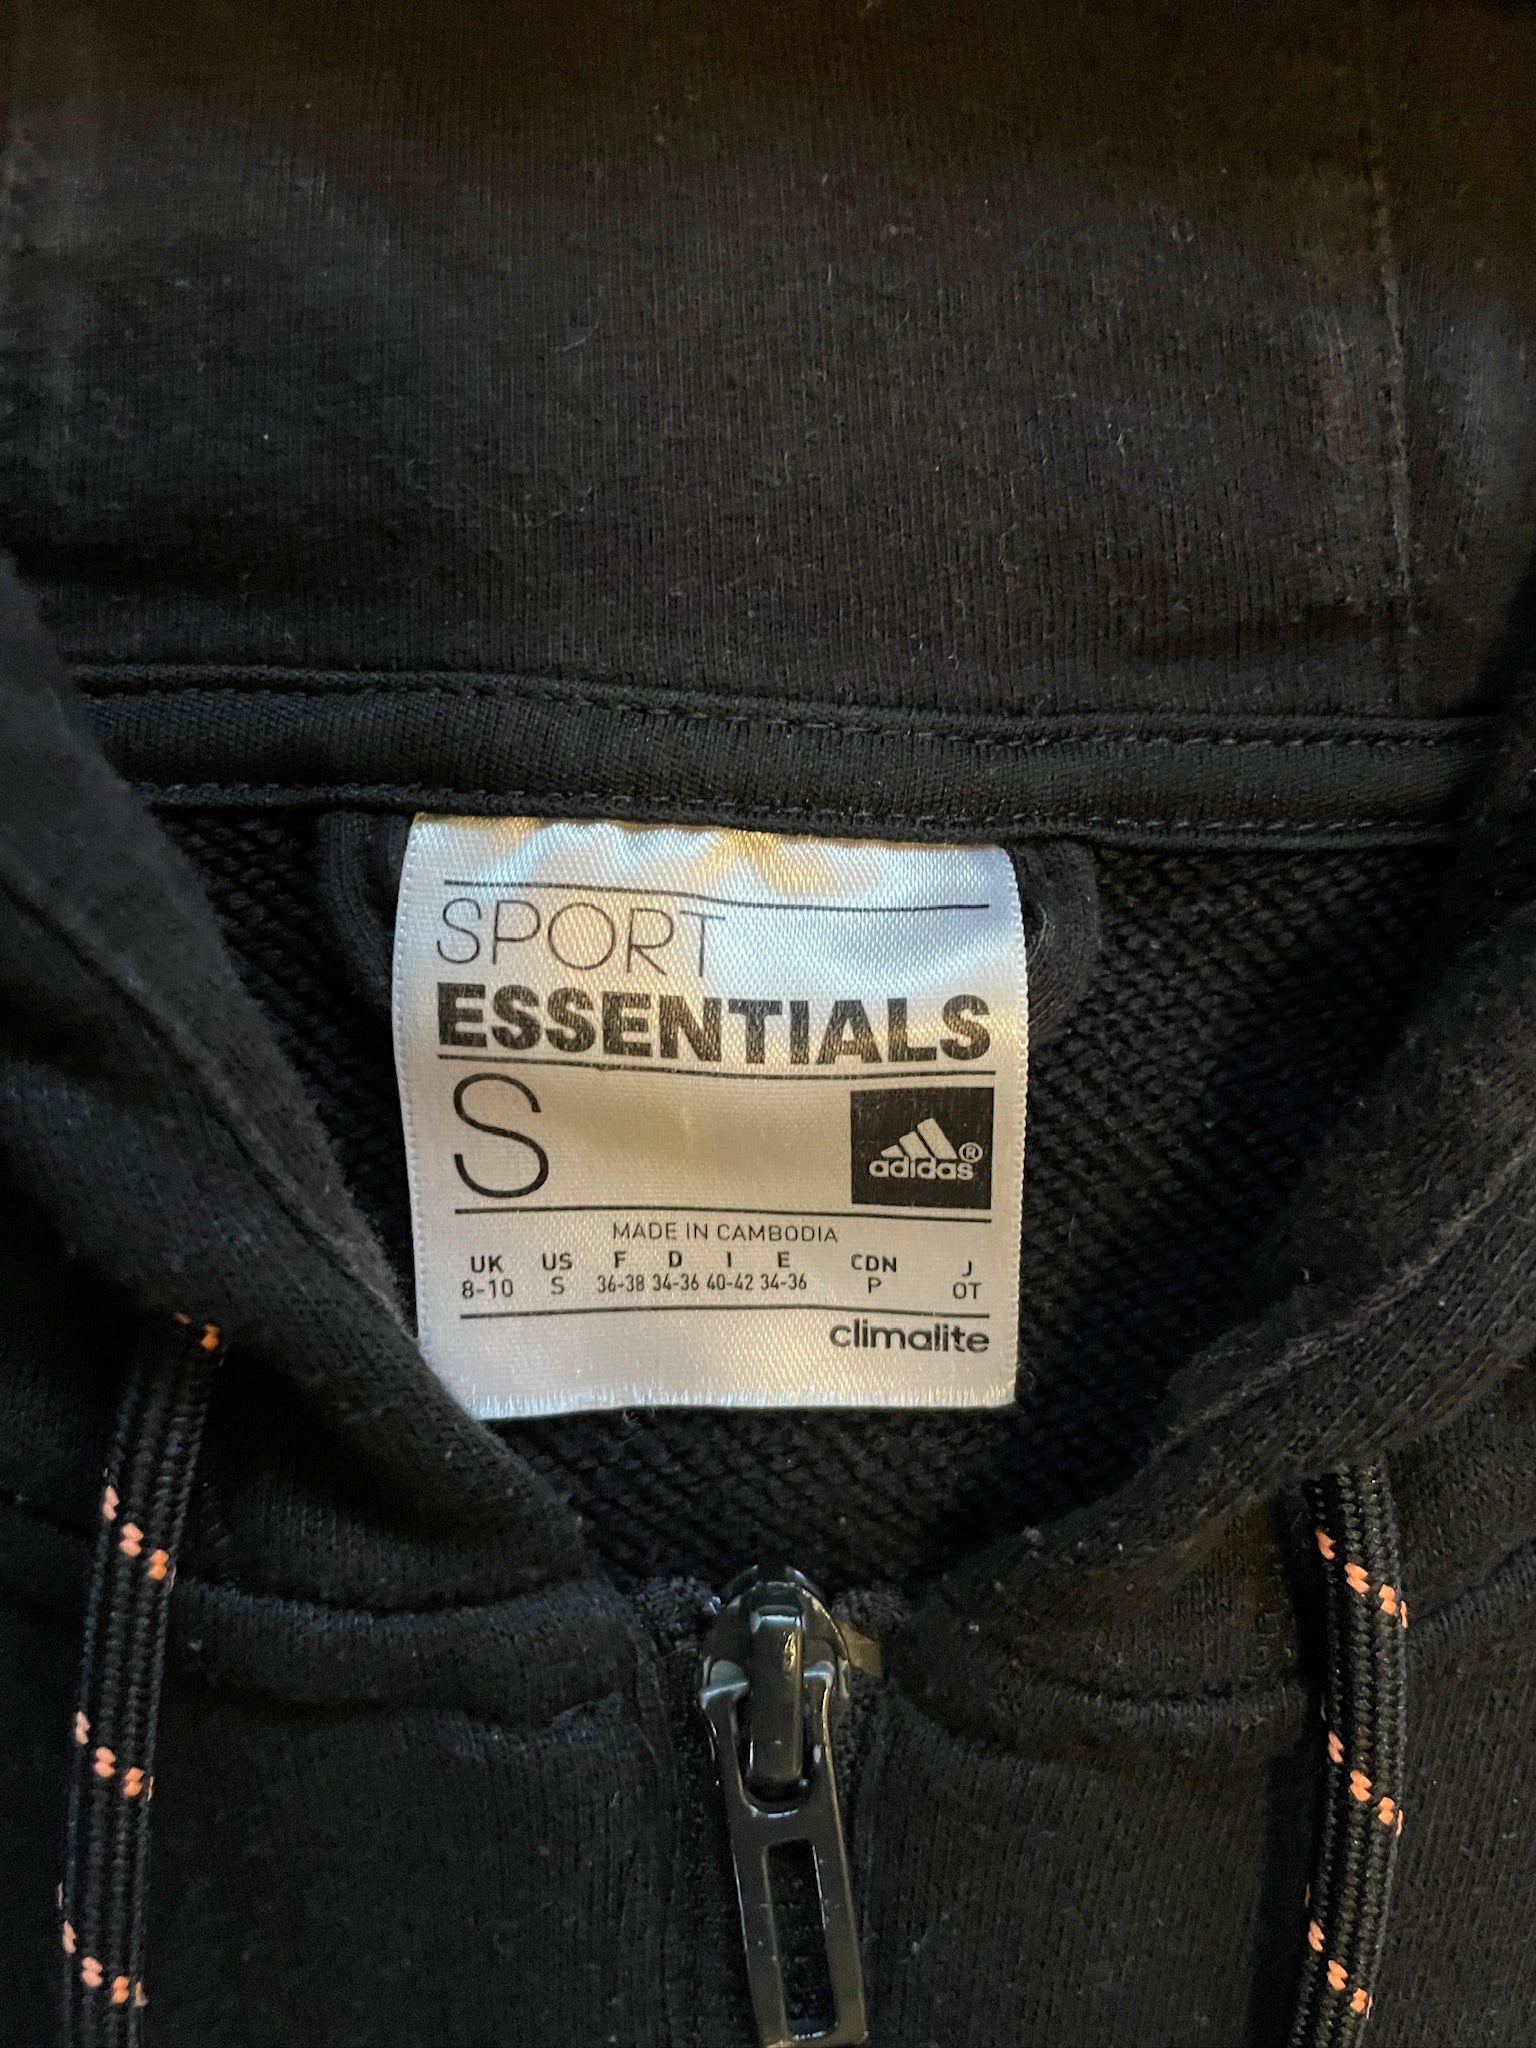 SPORT
ESSENTIALS
S
adidas®
MADE IN CAMBODIA
UK US F D I E CDN J
8-10 S 36-38 34-36 40-42 34-36 P OT
climalite